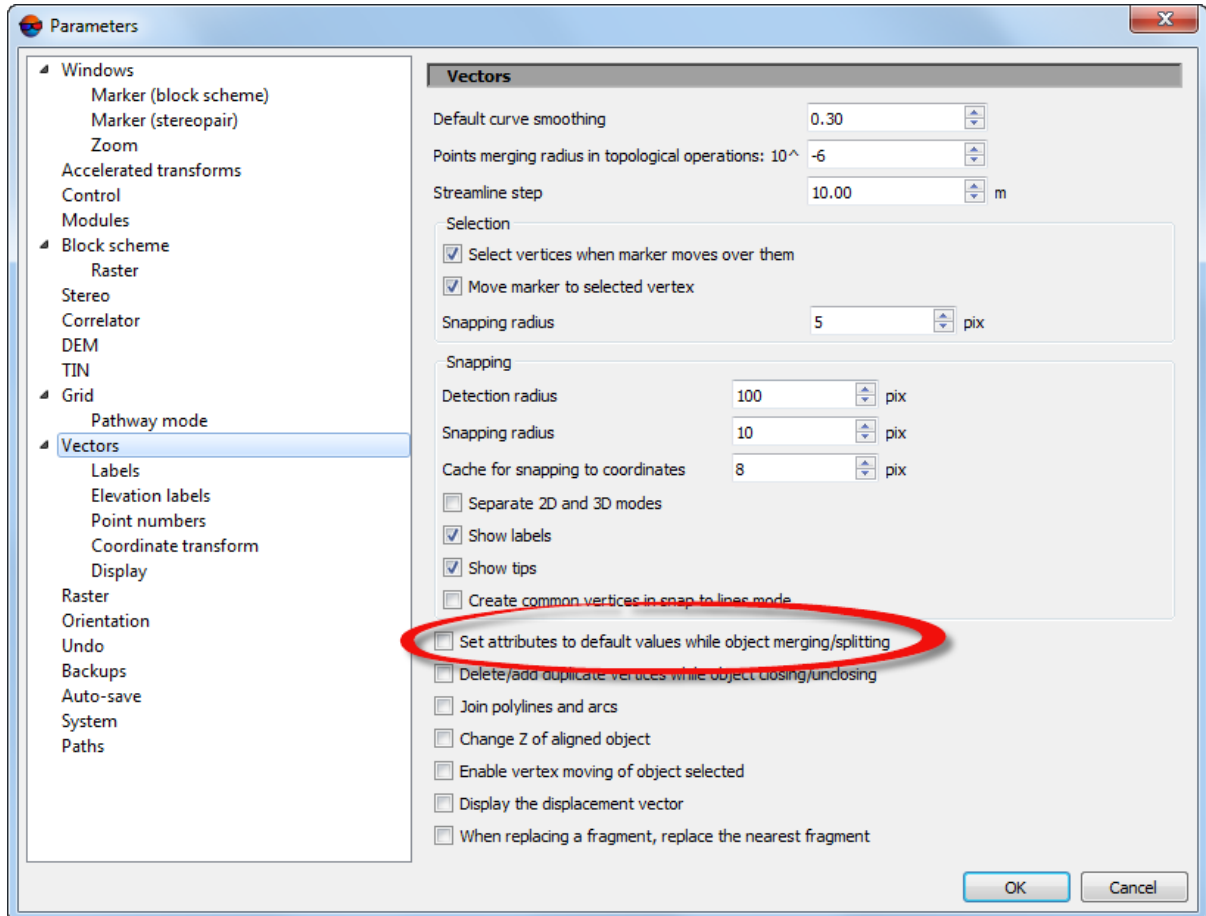 Parameters
Windows
Marker (block scheme)
Marker (stereopair)
Zoom
Accelerated transforms
Control
Modules
Block scheme
Raster
Stereo
Correlator
DEM
TIN
Grid
Pathway mode
Vectors
Labels
Elevation labels
Point numbers
Coordinate transform
Display
Raster
Orientation
Undo
Backups
Auto-save
System
Paths
Vectors
Default curve smoothing 0.30
Points merging radius in topological operations: 10^ -6
Streamline step 10.00 m
Selection
Select vertices when marker moves over them
Move marker to selected vertex
Snapping radius 5 pix
Snapping
Detection radius 100 pix
Snapping radius 10 pix
Cache for snapping to coordinates 8 pix
Separate 2D and 3D modes
Show labels
Show tips
Create common vertices in snap to lines mode
Set attributes to default values while object merging/splitting
Delete/add duplicate vertices while object closing/unclosing
Join polylines and arcs
Change Z of aligned object
Enable vertex moving of object selected
Display the displacement vector
When replacing a fragment, replace the nearest fragment
OK Cancel